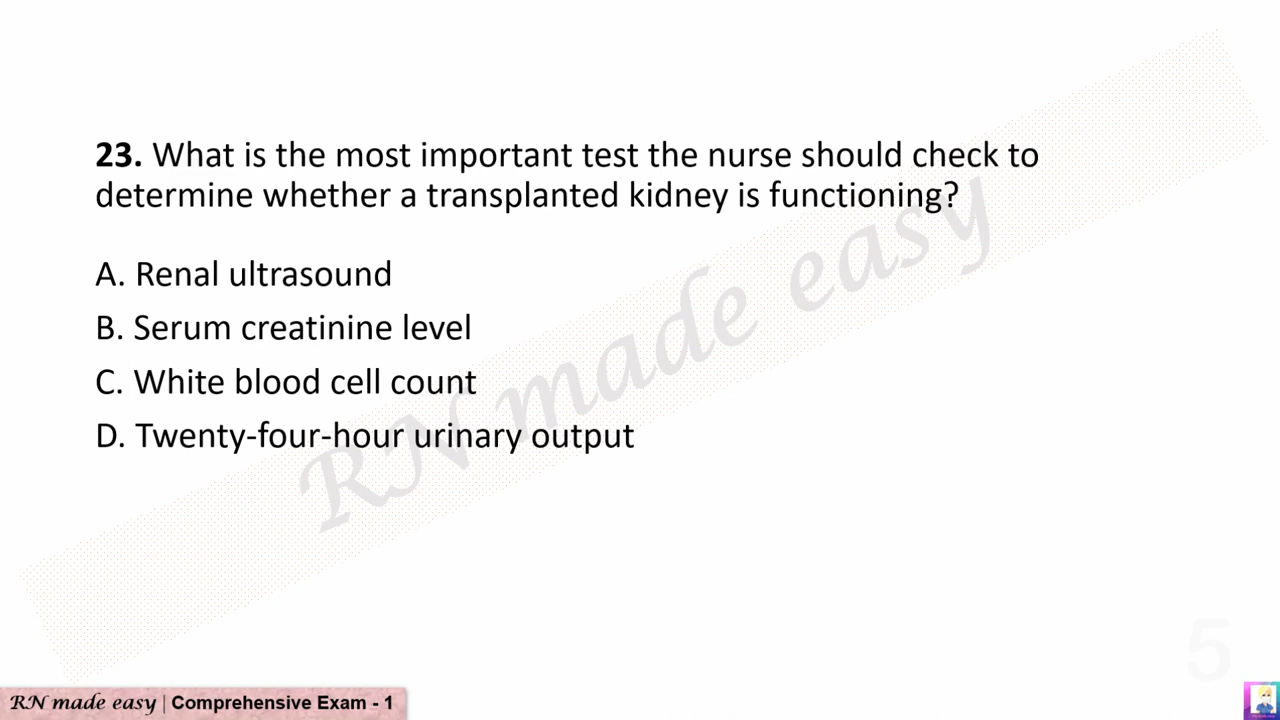 23. What is the most important test the nurse should check to
determine whether a transplanted kidney is functioning?
A. Renal ultrasound
B. Serum creatinine level
C. White blood cell count
D. Twenty-four-hour urinary output
RN made easy
5
RN made easy | Comprehensive Exam - 1